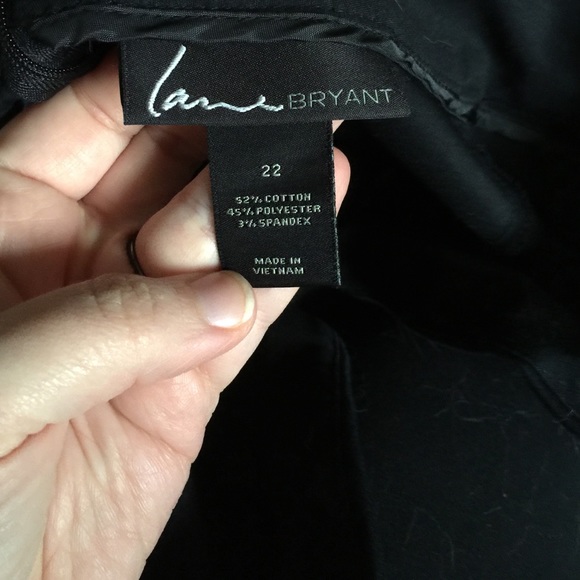 Lane BRYANT
22
52% COTTON
45% POLYESTER
3% SPANDEX
MADE IN
VIETNAM